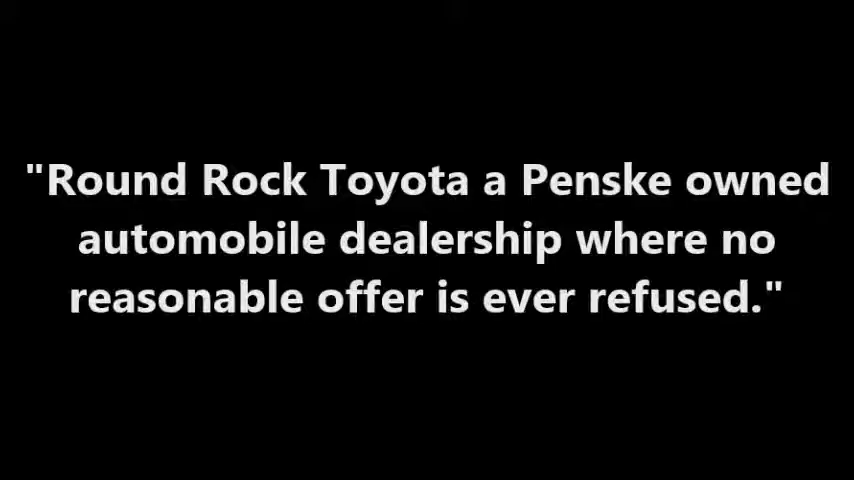 "Round Rock Toyota a Penske owned
automobile dealership where no
reasonable offer is ever refused."